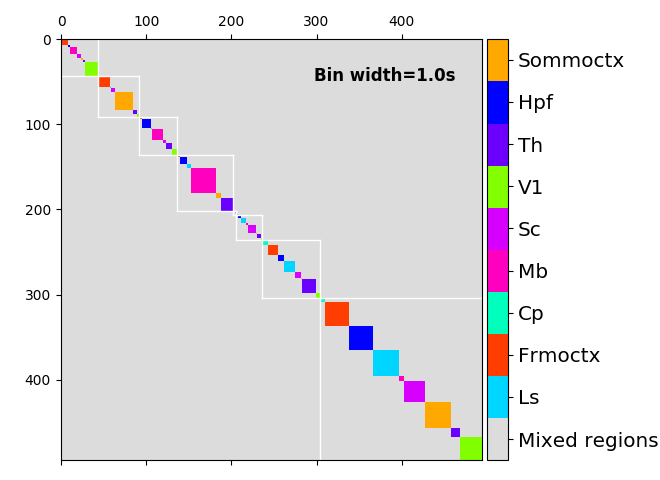 0 100 200 300 400
0
100
200
300
400
Bin width=1.0s
Sommoctx
Hpf
Th
V1
Sc
Mb
Cp
Frmoctx
Ls
Mixed regions